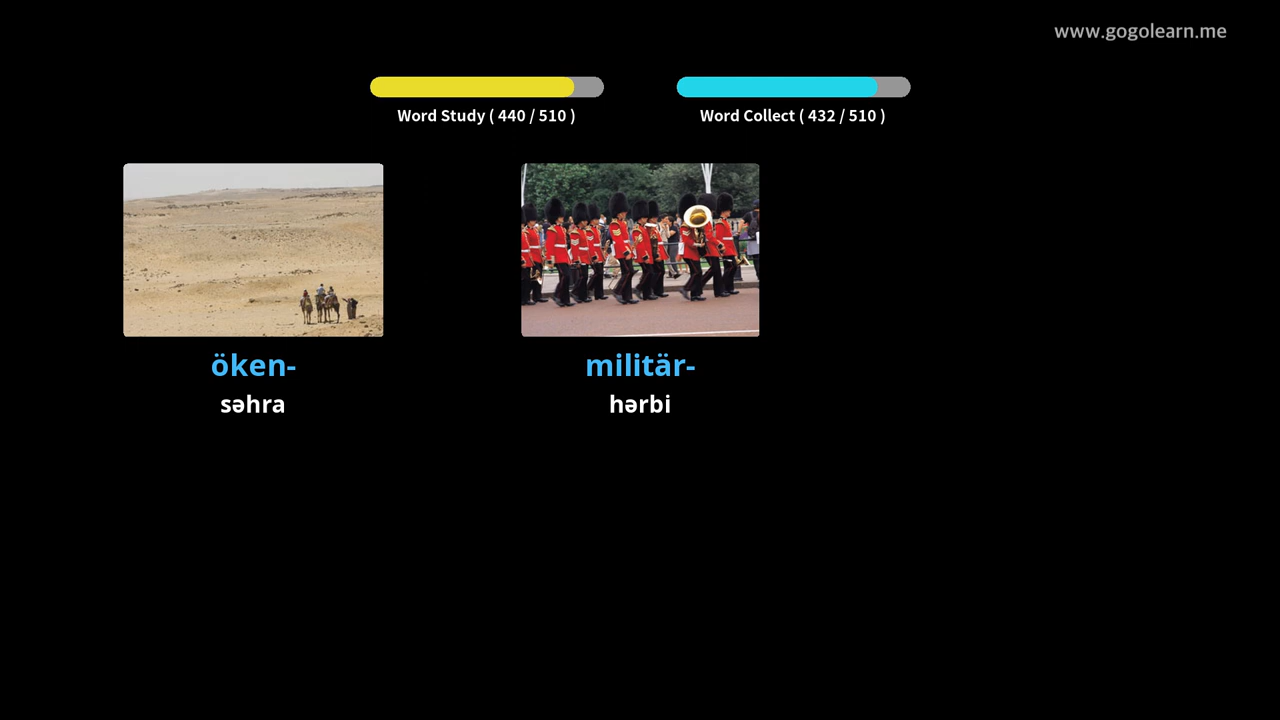 www.gogolearn.me
Word Study ( 440 / 510 )
Word Collect ( 432 / 510 )
öken-
səhra
militär-
hərbi